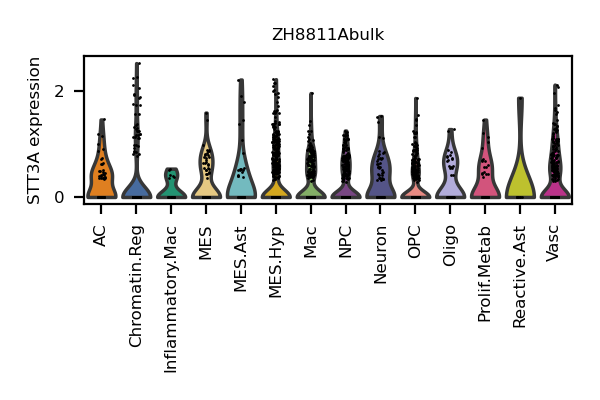 ZH8811Abulk
STT3A expression
2
0
AC
Chromatin.Reg
Inflammatory.Mac
MES
MES.Ast
MES.Hyp
Mac
NPC
Neuron
OPC
Oligo
Prolif.Metab
Reactive.Ast
Vasc